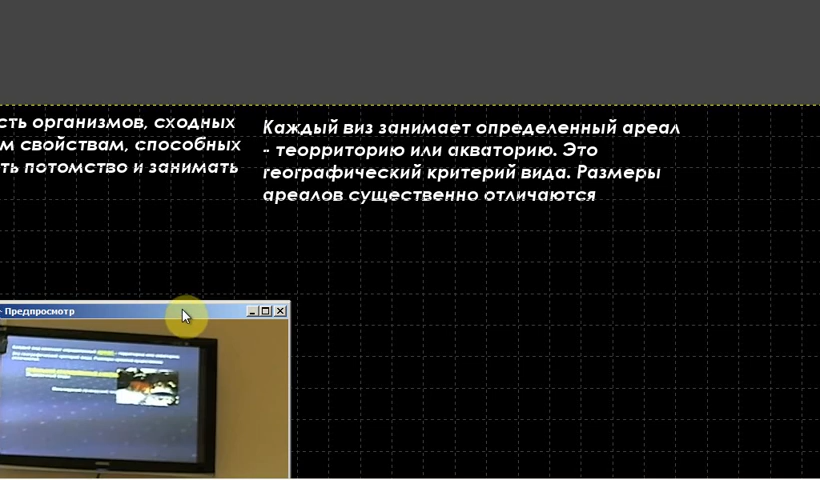 сть организмов, сходных
м свойствам, способных
ть потомство и занимать
Каждый виз занимает определенный ареал
- теорриторию или акваторию. Это
географический критерий вида. Размеры
ареалов существенно отличаются
Предпросмотр